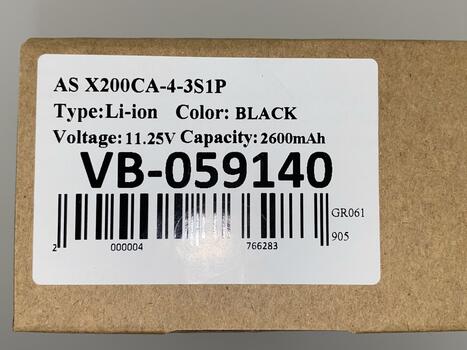 AS X200CA-4-3S1P
Type:Li-ion Color: BLACK
Voltage:11.25V Capacity:2600mAh
VB-059140
GR061
905
2 000004 766283